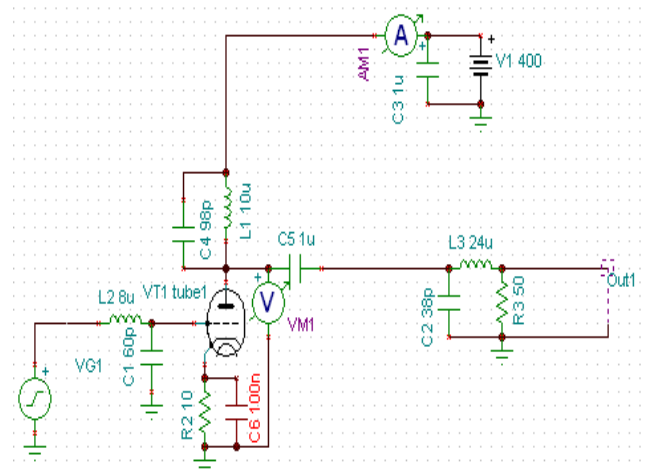 A
+
AM1
C3 1u
+
V1 400
C4 98p
L1 10u
C5 1u
L3 24u
L2 8u
VT1 tube1
+
V
VM1
C2 38p
R3 50
Out1
C1 60p
VG1
+
R2 10
C6 100n